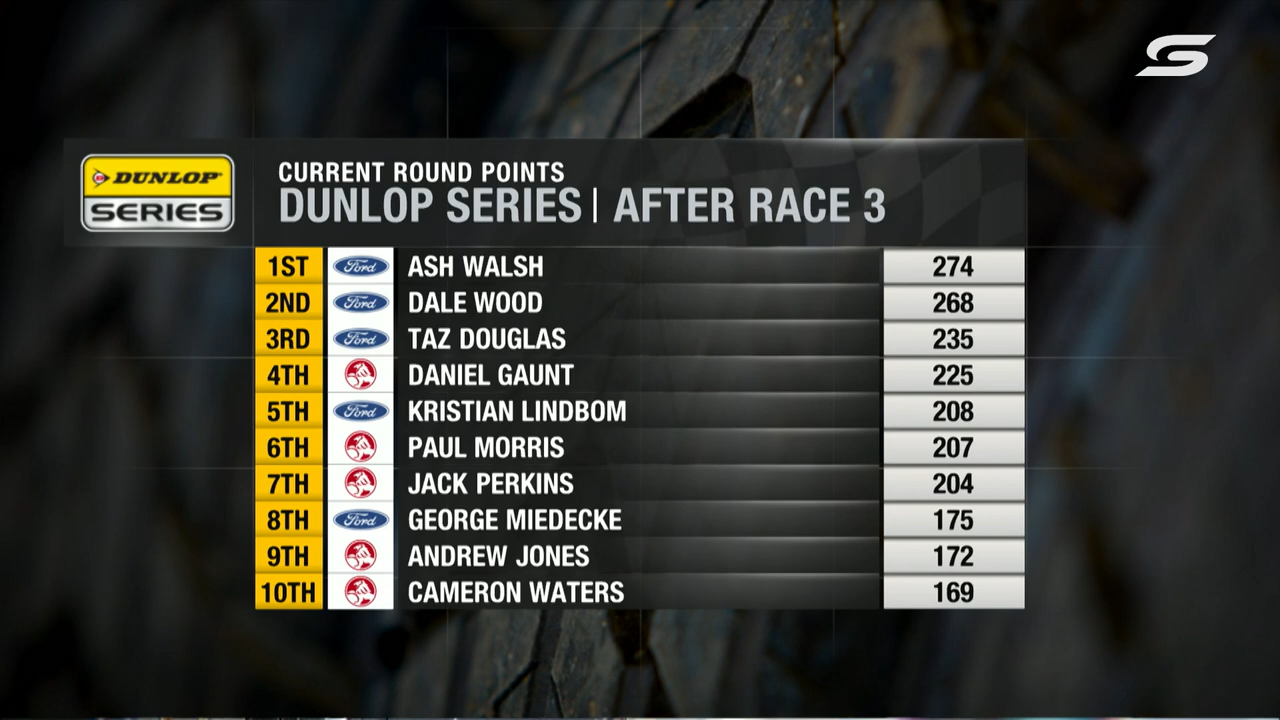 DUNLOP
SERIES
CURRENT ROUND POINTS
DUNLOP SERIES | AFTER RACE 3
1ST Ford ASH WALSH 274
2ND Ford DALE WOOD 268
3RD Ford TAZ DOUGLAS 235
4TH DANIEL GAUNT 225
5TH Ford KRISTIAN LINDBOM 208
6TH PAUL MORRIS 207
7TH JACK PERKINS 204
8TH Ford GEORGE MIEDECKE 175
9TH ANDREW JONES 172
10TH CAMERON WATERS 169